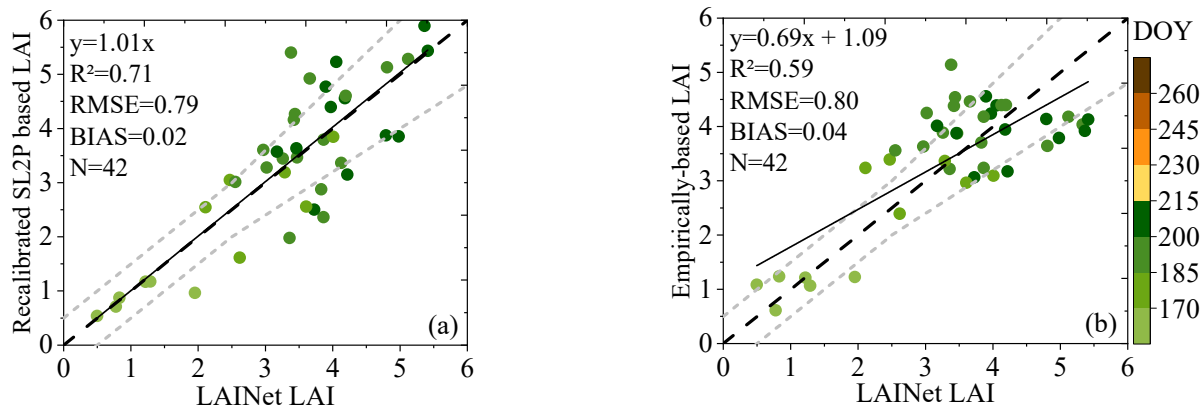 Recalibrated SL2P based LAI
6
5
4
3
2
1
0
y=1.01x
R²=0.71
RMSE=0.79
BIAS=0.02
N=42
(a)
0 1 2 3 4 5 6
LAINet LAI
Empirically-based LAI
6
5
4
3
2
1
0
y=0.69x + 1.09
R²=0.59
RMSE=0.80
BIAS=0.04
N=42
(b)
0 1 2 3 4 5 6
LAINet LAI
DOY
260
245
230
215
200
185
170